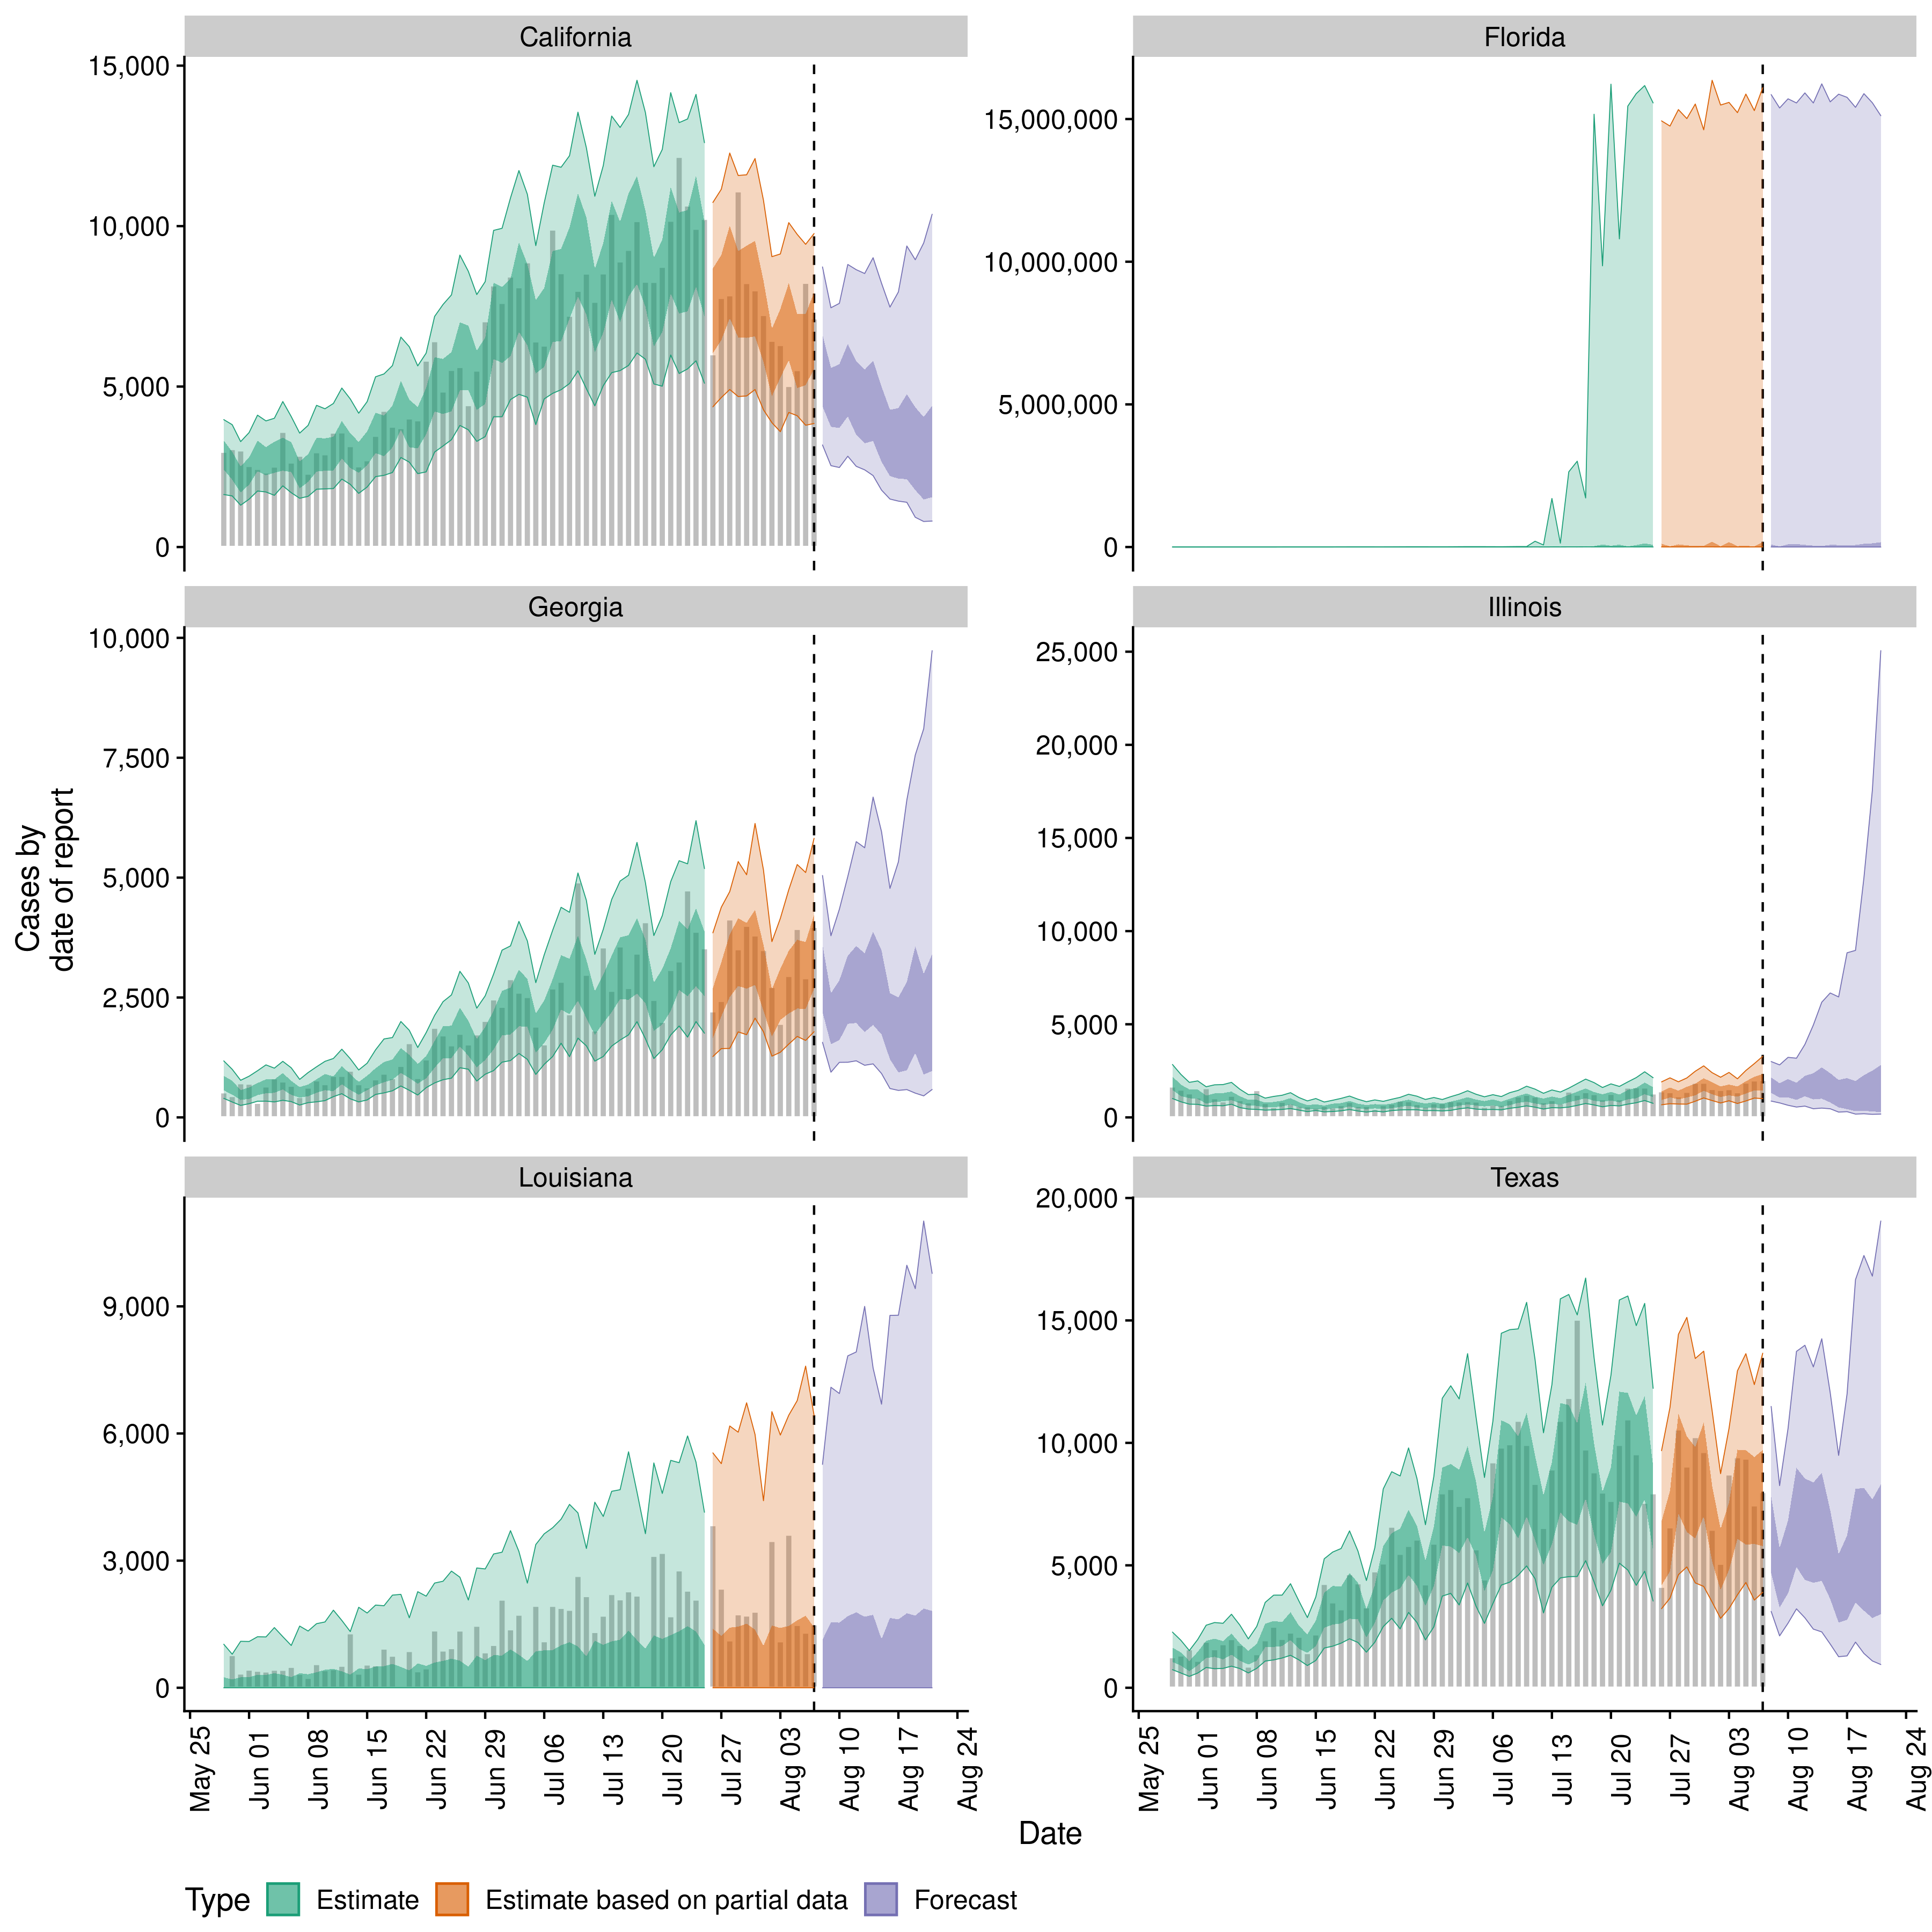 California
15,000
10,000
5,000
0
Florida
15,000,000
10,000,000
5,000,000
0
Georgia
10,000
7,500
5,000
2,500
0
Illinois
25,000
20,000
15,000
10,000
5,000
0
Louisiana
9,000
6,000
3,000
0
Texas
20,000
15,000
10,000
5,000
0
Cases by
date of report
May 25
Jun 01
Jun 08
Jun 15
Jun 22
Jun 29
Jul 06
Jul 13
Jul 20
Jul 27
Aug 03
Aug 10
Aug 17
Aug 24
May 25
Jun 01
Jun 08
Jun 15
Jun 22
Jun 29
Jul 06
Jul 13
Jul 20
Jul 27
Aug 03
Aug 10
Aug 17
Aug 24
Date
Type Estimate Estimate based on partial data Forecast